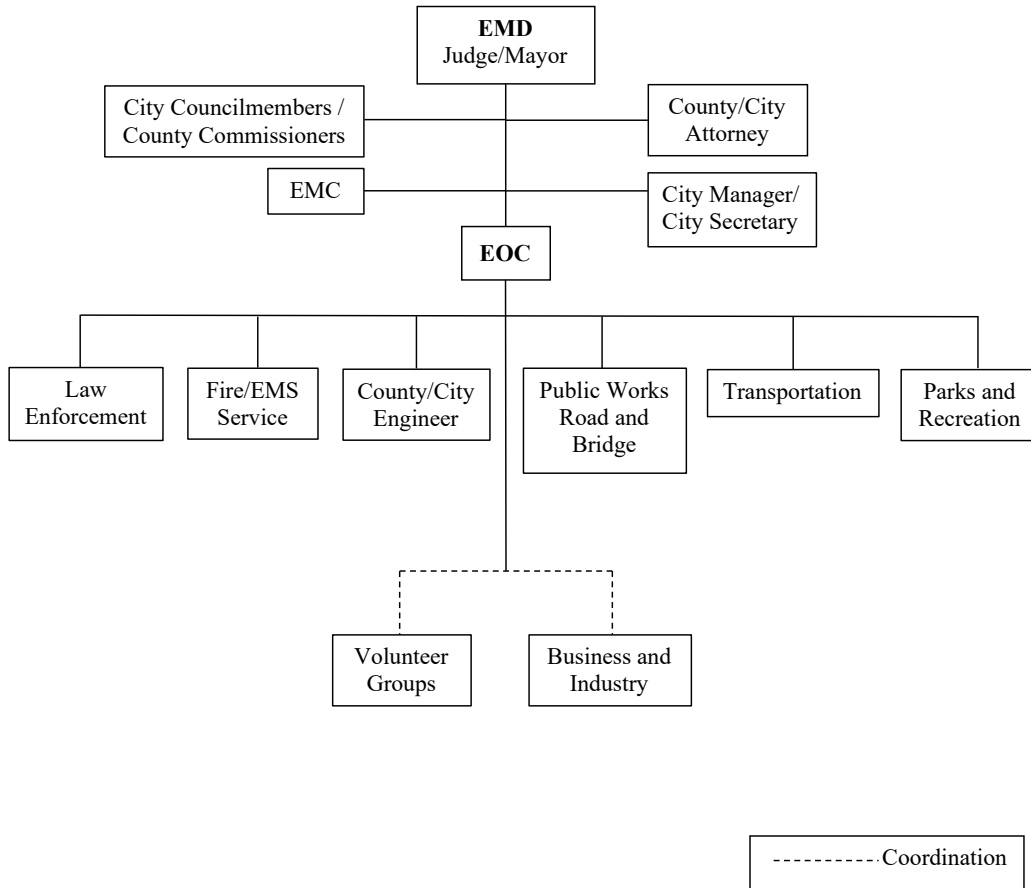 EMD
Judge/Mayor
City Councilmembers /
County Commissioners
County/City
Attorney
EMC
City Manager/
City Secretary
EOC
Law
Enforcement
Fire/EMS
Service
County/City
Engineer
Public Works
Road and
Bridge
Transportation
Parks and
Recreation
Volunteer
Groups
Business and
Industry
Coordination